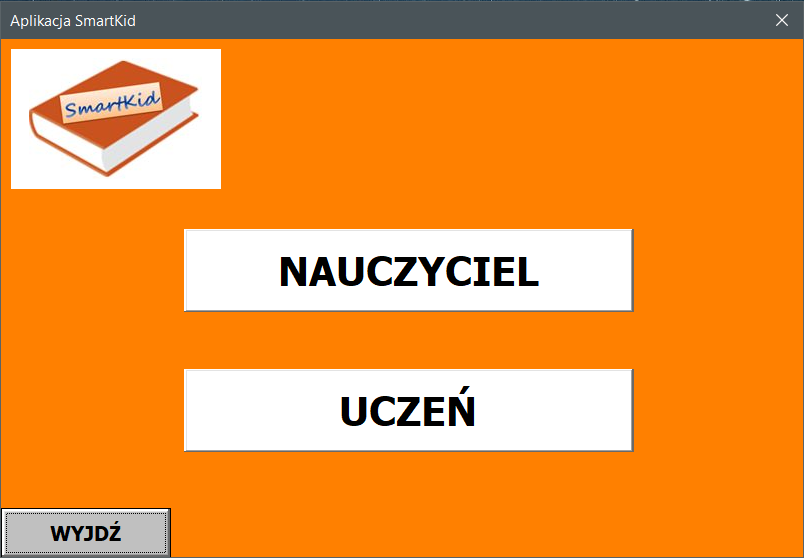 Aplikacja SmartKid
SmartKid
NAUCZYCIEL
UCZEŃ
WYJDŹ